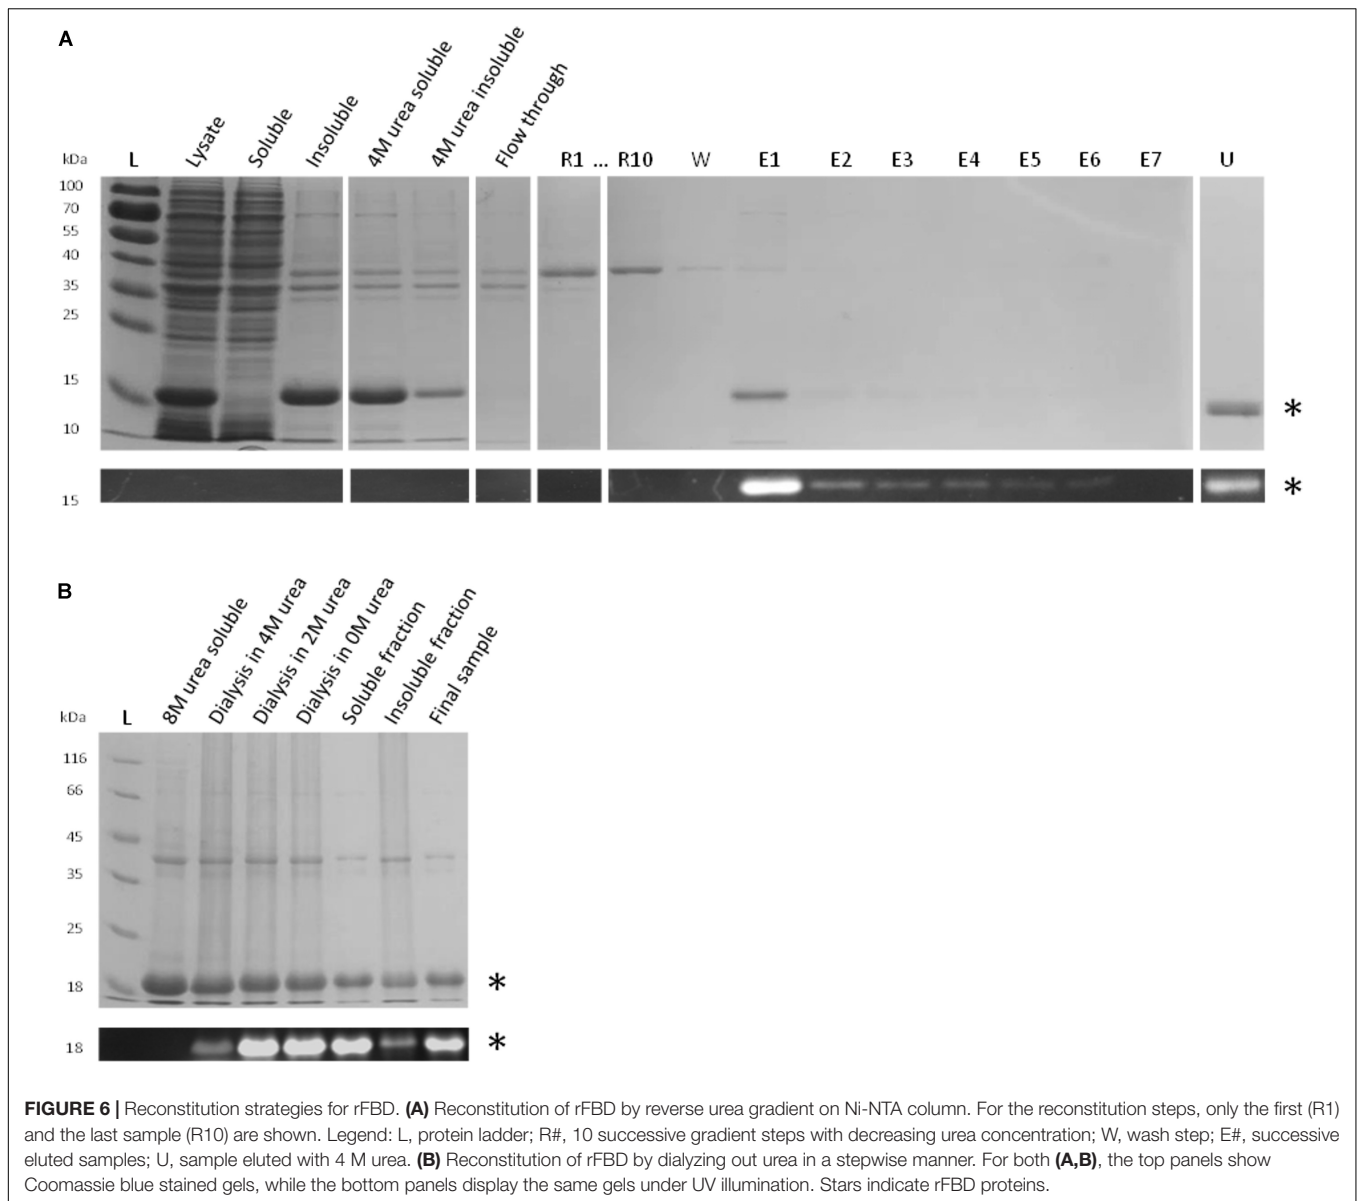 A
kDa L Lysate Soluble Insoluble 4M urea soluble 4M urea insoluble Flow through R1 ... R10 W E1 E2 E3 E4 E5 E6 E7 U
100
70
55
40
35
25
15
*
10
15 *
B
kDa L 8M urea soluble Dialysis in 4M urea Dialysis in 2M urea Dialysis in 0M urea Soluble fraction Insoluble fraction Final sample
116
66
45
35
25
18 *
18 *
FIGURE 6 | Reconstitution strategies for rFBD. (A) Reconstitution of rFBD by reverse urea gradient on Ni-NTA column. For the reconstitution steps, only the first (R1)
and the last sample (R10) are shown. Legend: L, protein ladder; R#, 10 successive gradient steps with decreasing urea concentration; W, wash step; E#, successive
eluted samples; U, sample eluted with 4 M urea. (B) Reconstitution of rFBD by dialyzing out urea in a stepwise manner. For both (A,B), the top panels show
Coomassie blue stained gels, while the bottom panels display the same gels under UV illumination. Stars indicate rFBD proteins.